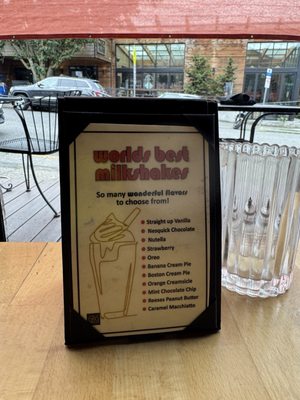 worlds best
milkshakes
So many wonderful flavors
to choose from!
Straight up Vanilla
Nesquick Chocolate
Nutella
Strawberry
Oreo
Banana Cream Pie
Boston Cream Pie
Orange Creamsicle
Mint Chocolate Chip
Reeses Peanut Butter
Caramel Macchiatto